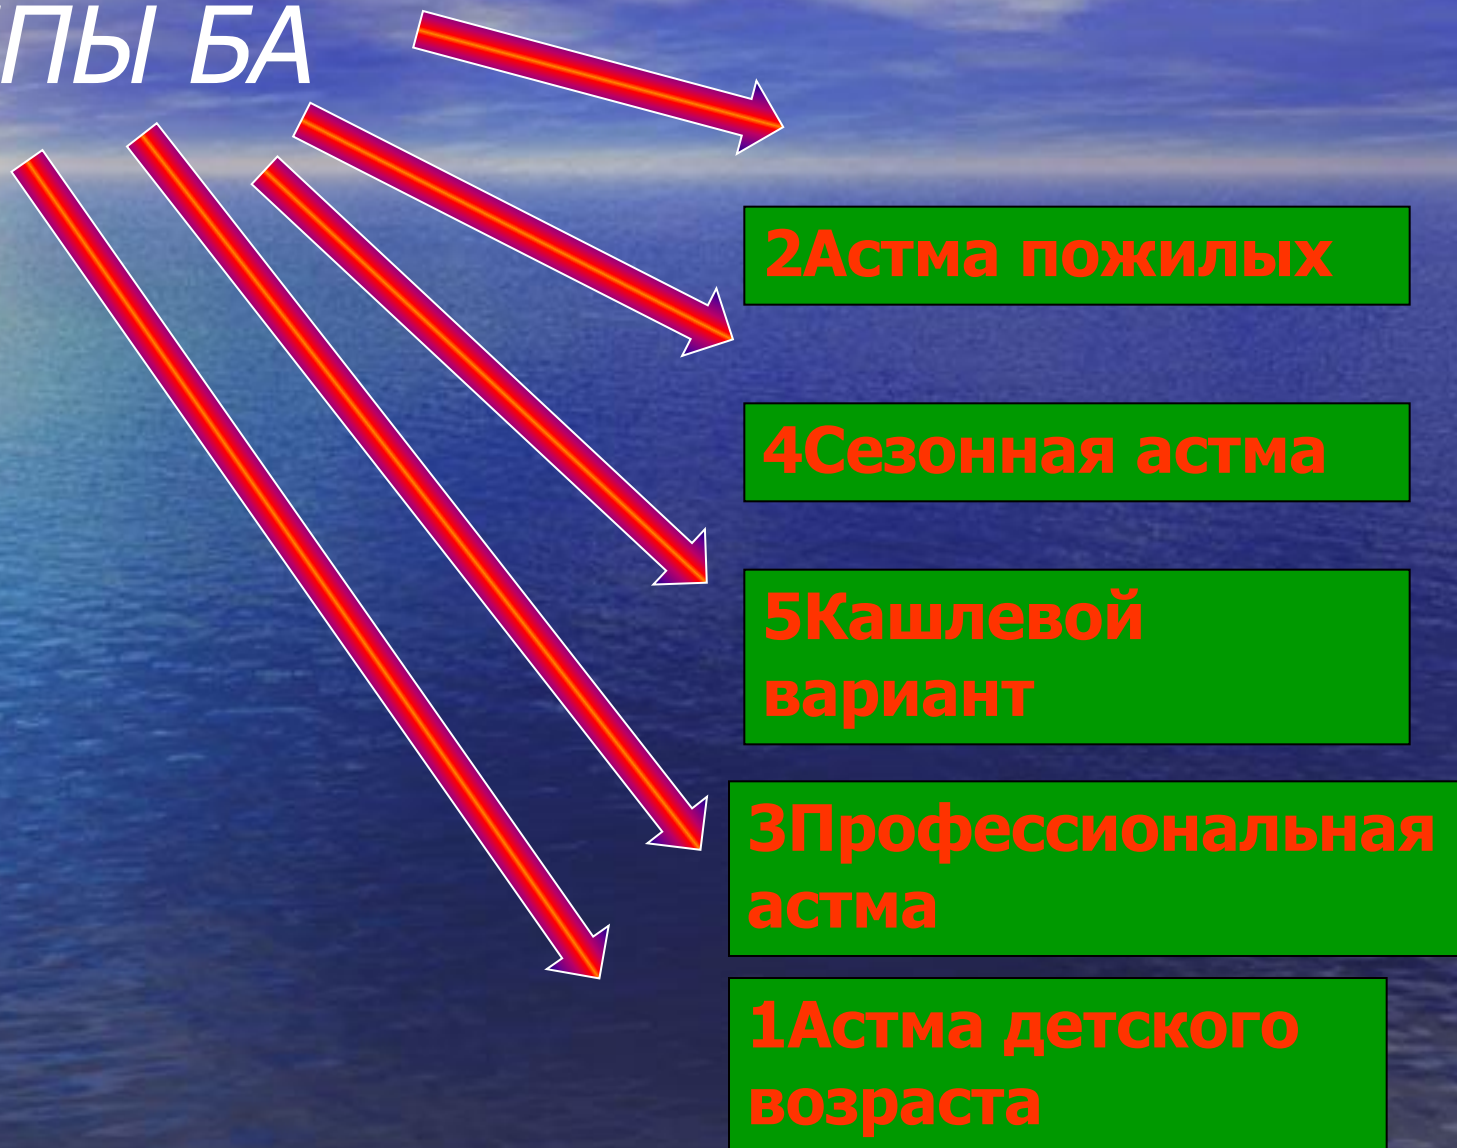 ПЫ БА
2Астма пожилых
4Сезонная астма
5Кашлевой
вариант
3Профессиональная
астма
1Астма детского
возраста